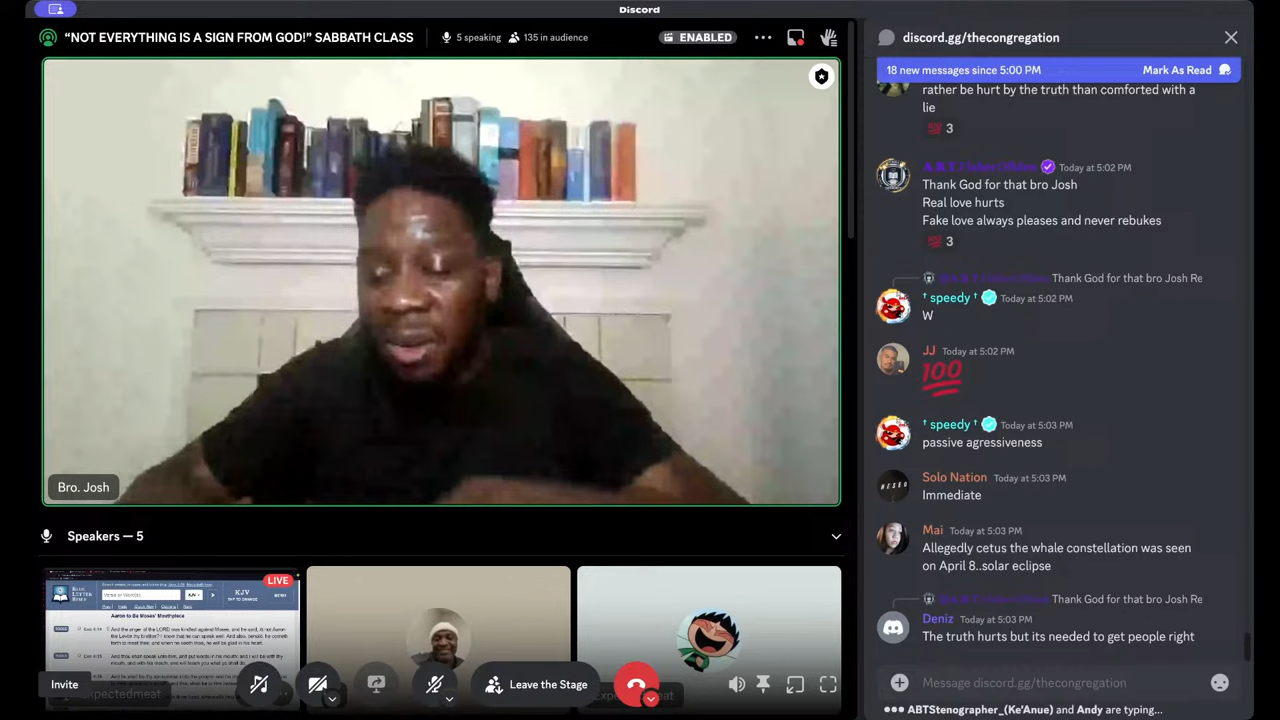 Discord
“NOT EVERYTHING IS A SIGN FROM GOD!” SABBATH CLASS
5 speaking
135 in audience
ENABLED
Bro. Josh
Speakers — 5
LIVE
KJV
KJV
MENU
Aaron to Be Moses' Mouthpiece
Invite
Leave the Stage
discord.gg/thecongregation
18 new messages since 5:00 PM
Mark As Read
rather be hurt by the truth than comforted with a
lie
3
Today at 5:02 PM
Thank God for that bro Josh
Real love hurts
Fake love always pleases and never rebukes
3
Thank God for that bro Josh Re
† speedy † Today at 5:02 PM
W
JJ Today at 5:02 PM
100
† speedy † Today at 5:03 PM
passive agressiveness
Solo Nation Today at 5:03 PM
Immediate
Mai Today at 5:03 PM
Allegedly cetus the whale constellation was seen
on April 8..solar eclipse
Thank God for that bro Josh Re
Deniz Today at 5:03 PM
The truth hurts but its needed to get people right
Message discord.gg/thecongregation
ABTStenographer_(Ke'Anue) and Andy are typing...